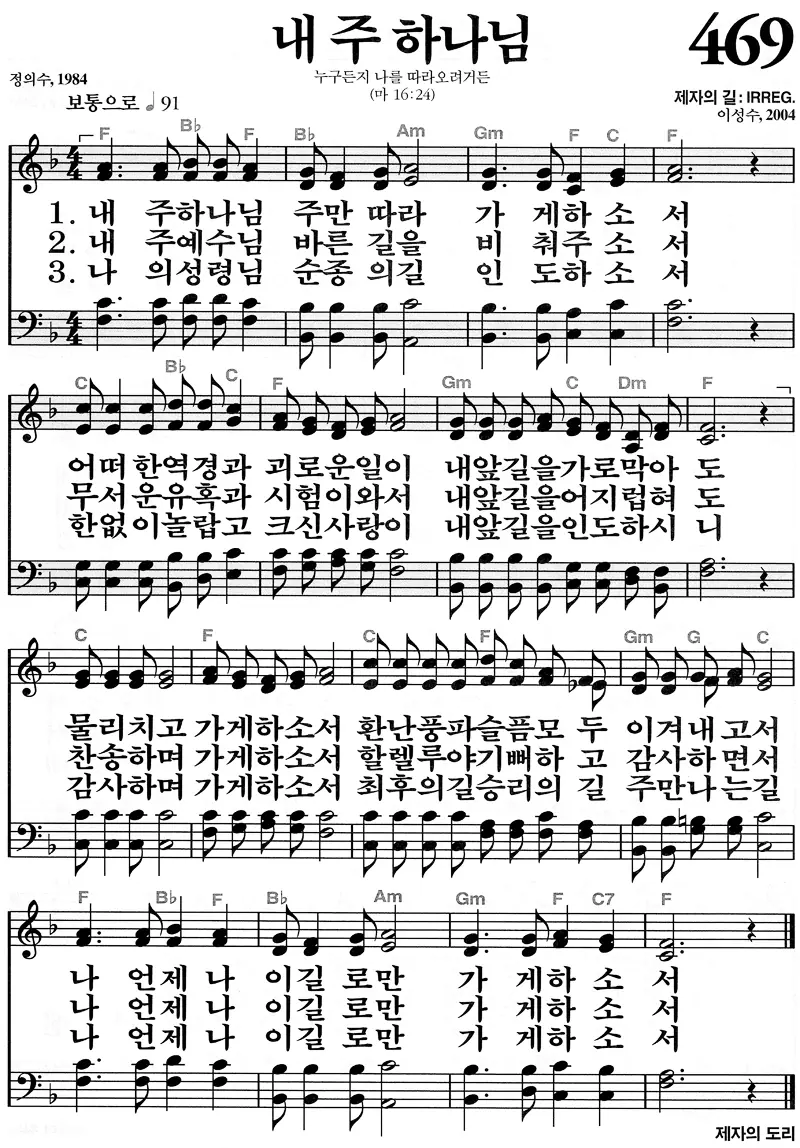 내 주 하나님
469
정의수, 1984
누구든지 나를 따라오려거든
(마 16:24)
보통으로 ♩ 91
제자의 길 : IRREG.
이성수, 2004
F B♭ F B♭ Am Gm F C F
1. 내 주하나님 주만 따라 가 게하 소 서
2. 내 주예수님 바른 길을 비 춰주 소 서
3. 나 의성령님 순종 의길 인 도하 소 서
C B♭ C F Gm C Dm F
어떠한역경과 괴로운일이 내앞길을가로막아 도
무서운유혹과 시험이와서 내앞길을어지럽혀 도
한없이놀랍고 크신사랑이 내앞길을인도하시 니
C F C F Gm G C
물리치고 가게하소서 환난풍파슬픔모 두 이겨내고서
찬송하며 가게하소서 할렐루야기뻐하 고 감사하면서
감사하며 가게하소서 최후의길승리의 길 주만나는길
F B♭ F B♭ Am Gm F C7 F
나 언제 나 이길 로만 가 게하 소 서
나 언제 나 이길 로만 가 게하 소 서
나 언제 나 이길 로만 가 게하 소 서
제자의 도리